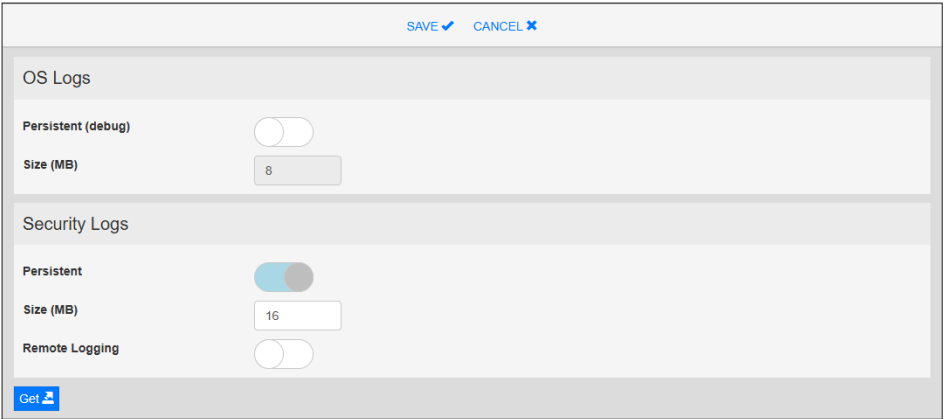 SAVE CANCEL
OS Logs
Persistent (debug)
Size (MB) 8
Security Logs
Persistent
Size (MB) 16
Remote Logging
Get